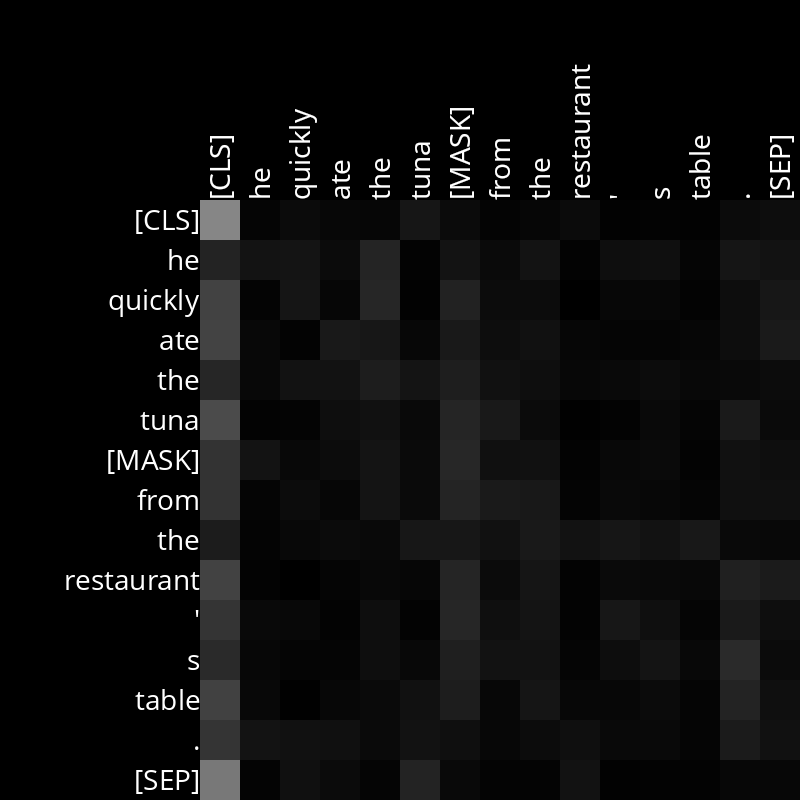 [CLS] he quickly ate the tuna [MASK] from the restaurant ' s table . [SEP]
[CLS]
he
quickly
ate
the
tuna
[MASK]
from
the
restaurant
'
s
table
.
[SEP]